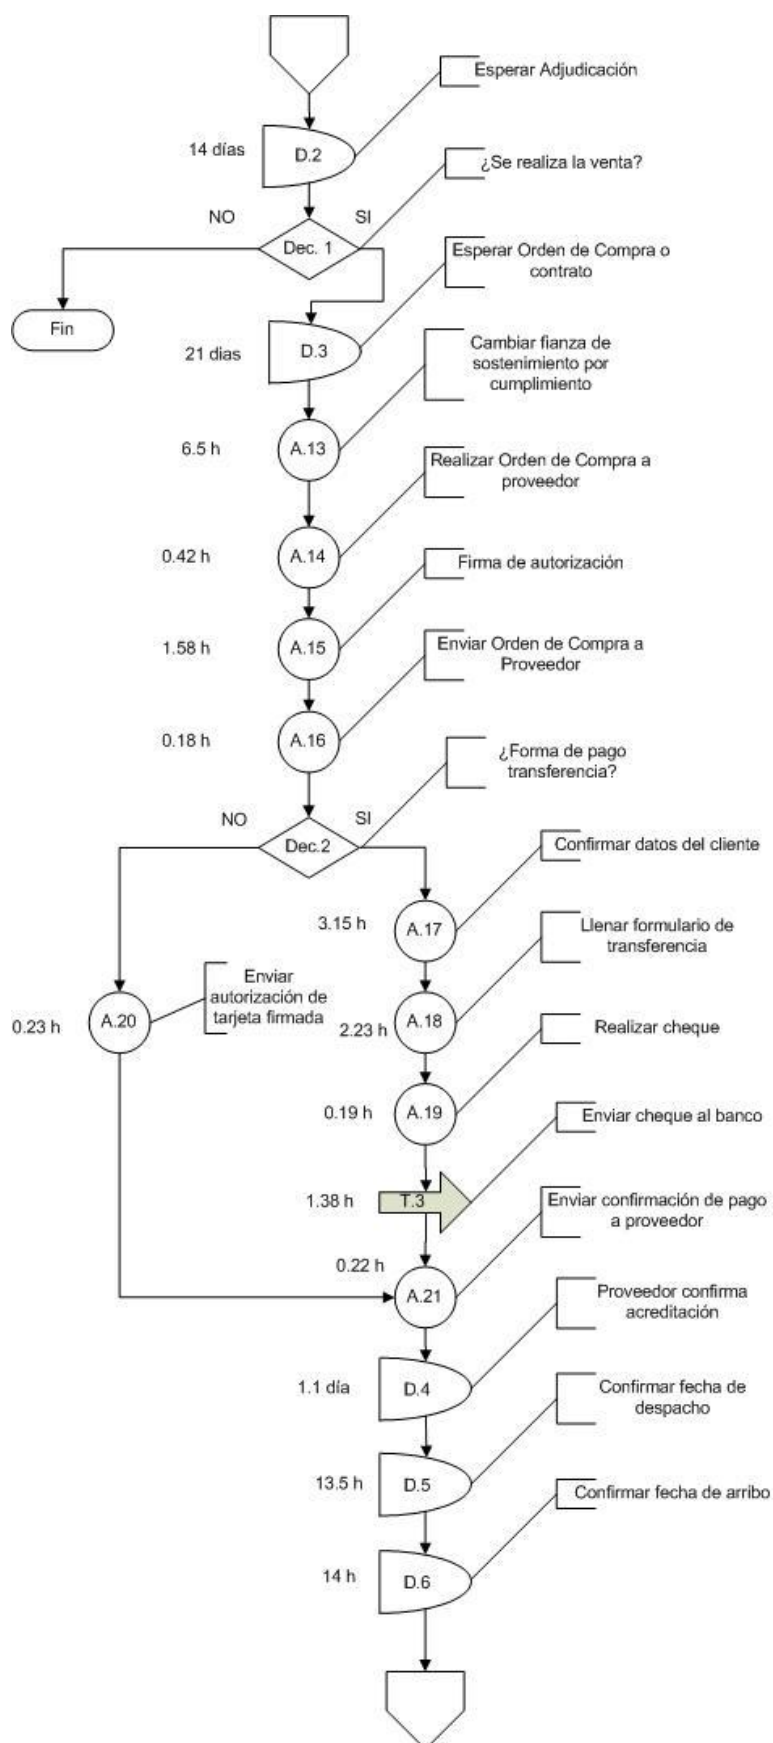 Esperar Adjudicación
14 días
D.2
¿Se realiza la venta?
NO
SI
Dec. 1
Esperar Orden de Compra o
contrato
Fin
21 dias
D.3
Cambiar fianza de
sostenimiento por
cumplimiento
6.5 h
A.13
Realizar Orden de Compra a
proveedor
0.42 h
A.14
Firma de autorización
1.58 h
A.15
Enviar Orden de Compra a
Proveedor
0.18 h
A.16
¿Forma de pago
transferencia?
NO
SI
Dec.2
Confirmar datos del cliente
3.15 h
A.17
Llenar formulario de
transferencia
Enviar
autorización de
tarjeta firmada
0.23 h
A.20
2.23 h
A.18
Realizar cheque
0.19 h
A.19
Enviar cheque al banco
1.38 h
T.3
Enviar confirmación de pago
a proveedor
0.22 h
A.21
Proveedor confirma
acreditación
1.1 día
D.4
Confirmar fecha de
despacho
13.5 h
D.5
Confirmar fecha de arribo
14 h
D.6